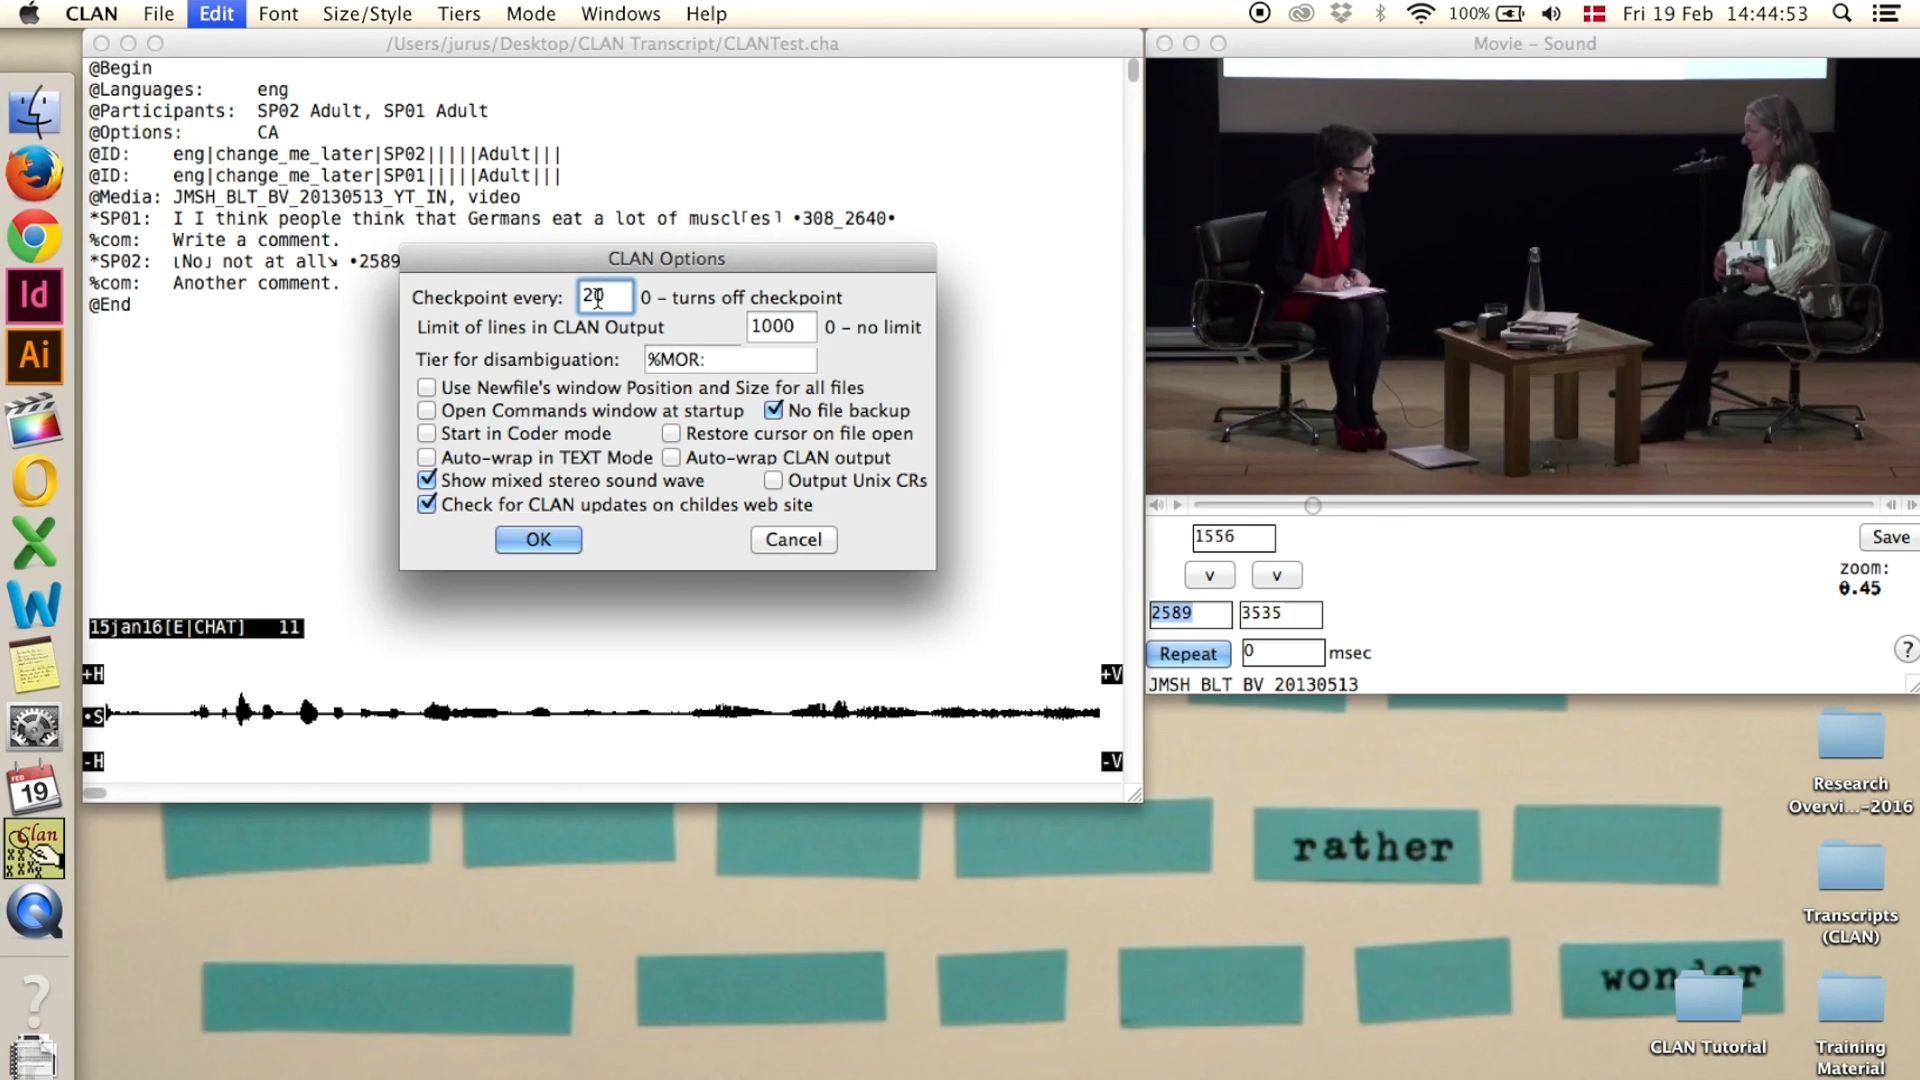 CLAN File Edit Font Size/Style Tiers Mode Windows Help 100% Fri 19 Feb 14:44:53
/Users/jurus/Desktop/CLAN Transcript/CLANTest.cha
@Begin
@Languages: eng
@Participants: SP02 Adult, SP01 Adult
@Options: CA
@ID: eng|change_me_later|SP02|||||Adult|||
@ID: eng|change_me_later|SP01|||||Adult|||
@Media: JMSH_BLT_BV_20130513_YT_IN, video
*SP01: I I think people think that Germans eat a lot of muscl⌈es⌉ •308_2640•
%com: Write a comment.
*SP02: ⌊No⌋ not at all↘ •2589
%com: Another comment.
@End
CLAN Options
Checkpoint every: 20 0 – turns off checkpoint
Limit of lines in CLAN Output 1000 0 – no limit
Tier for disambiguation: %MOR:
Use Newfile's window Position and Size for all files
Open Commands window at startup No file backup
Start in Coder mode Restore cursor on file open
Auto-wrap in TEXT Mode Auto-wrap CLAN output
Show mixed stereo sound wave Output Unix CRs
Check for CLAN updates on childes web site
OK Cancel
15jan16[E|CHAT] 11
+H +V
•S
-H -V
Movie – Sound
1556 Save
v v zoom:
0.45
2589 3535
Repeat 0 msec ?
JMSH BLT BV 20130513
Id
Ai
FEB
19
Clan
rather
wonder
Research
Overvi...-2016
Transcripts
(CLAN)
CLAN Tutorial
Training
Material